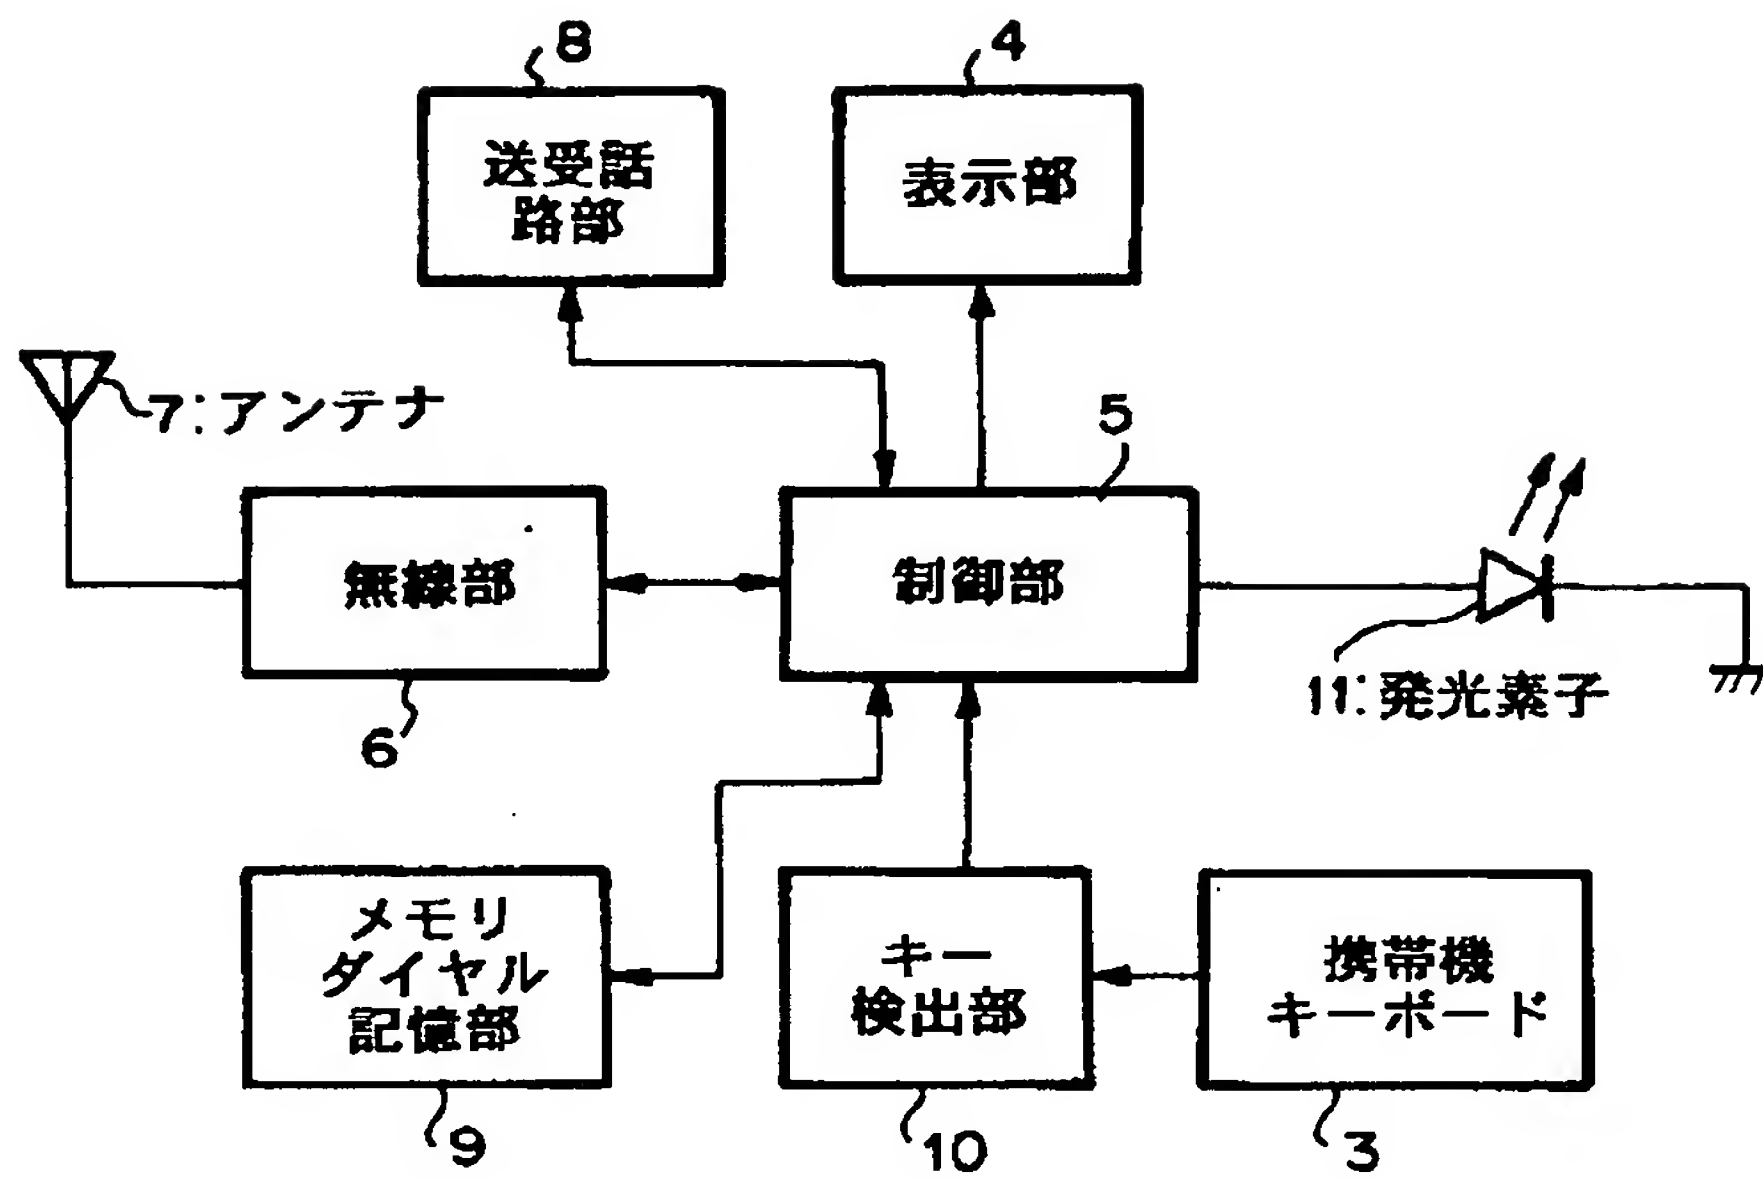 8
4
送受話
路部
表示部
7:アンテナ
5
無線部
制御部
11:発光素子
6
メモリ
ダイヤル
記憶部
キー
検出部
携帯機
キーボード
9
10
3